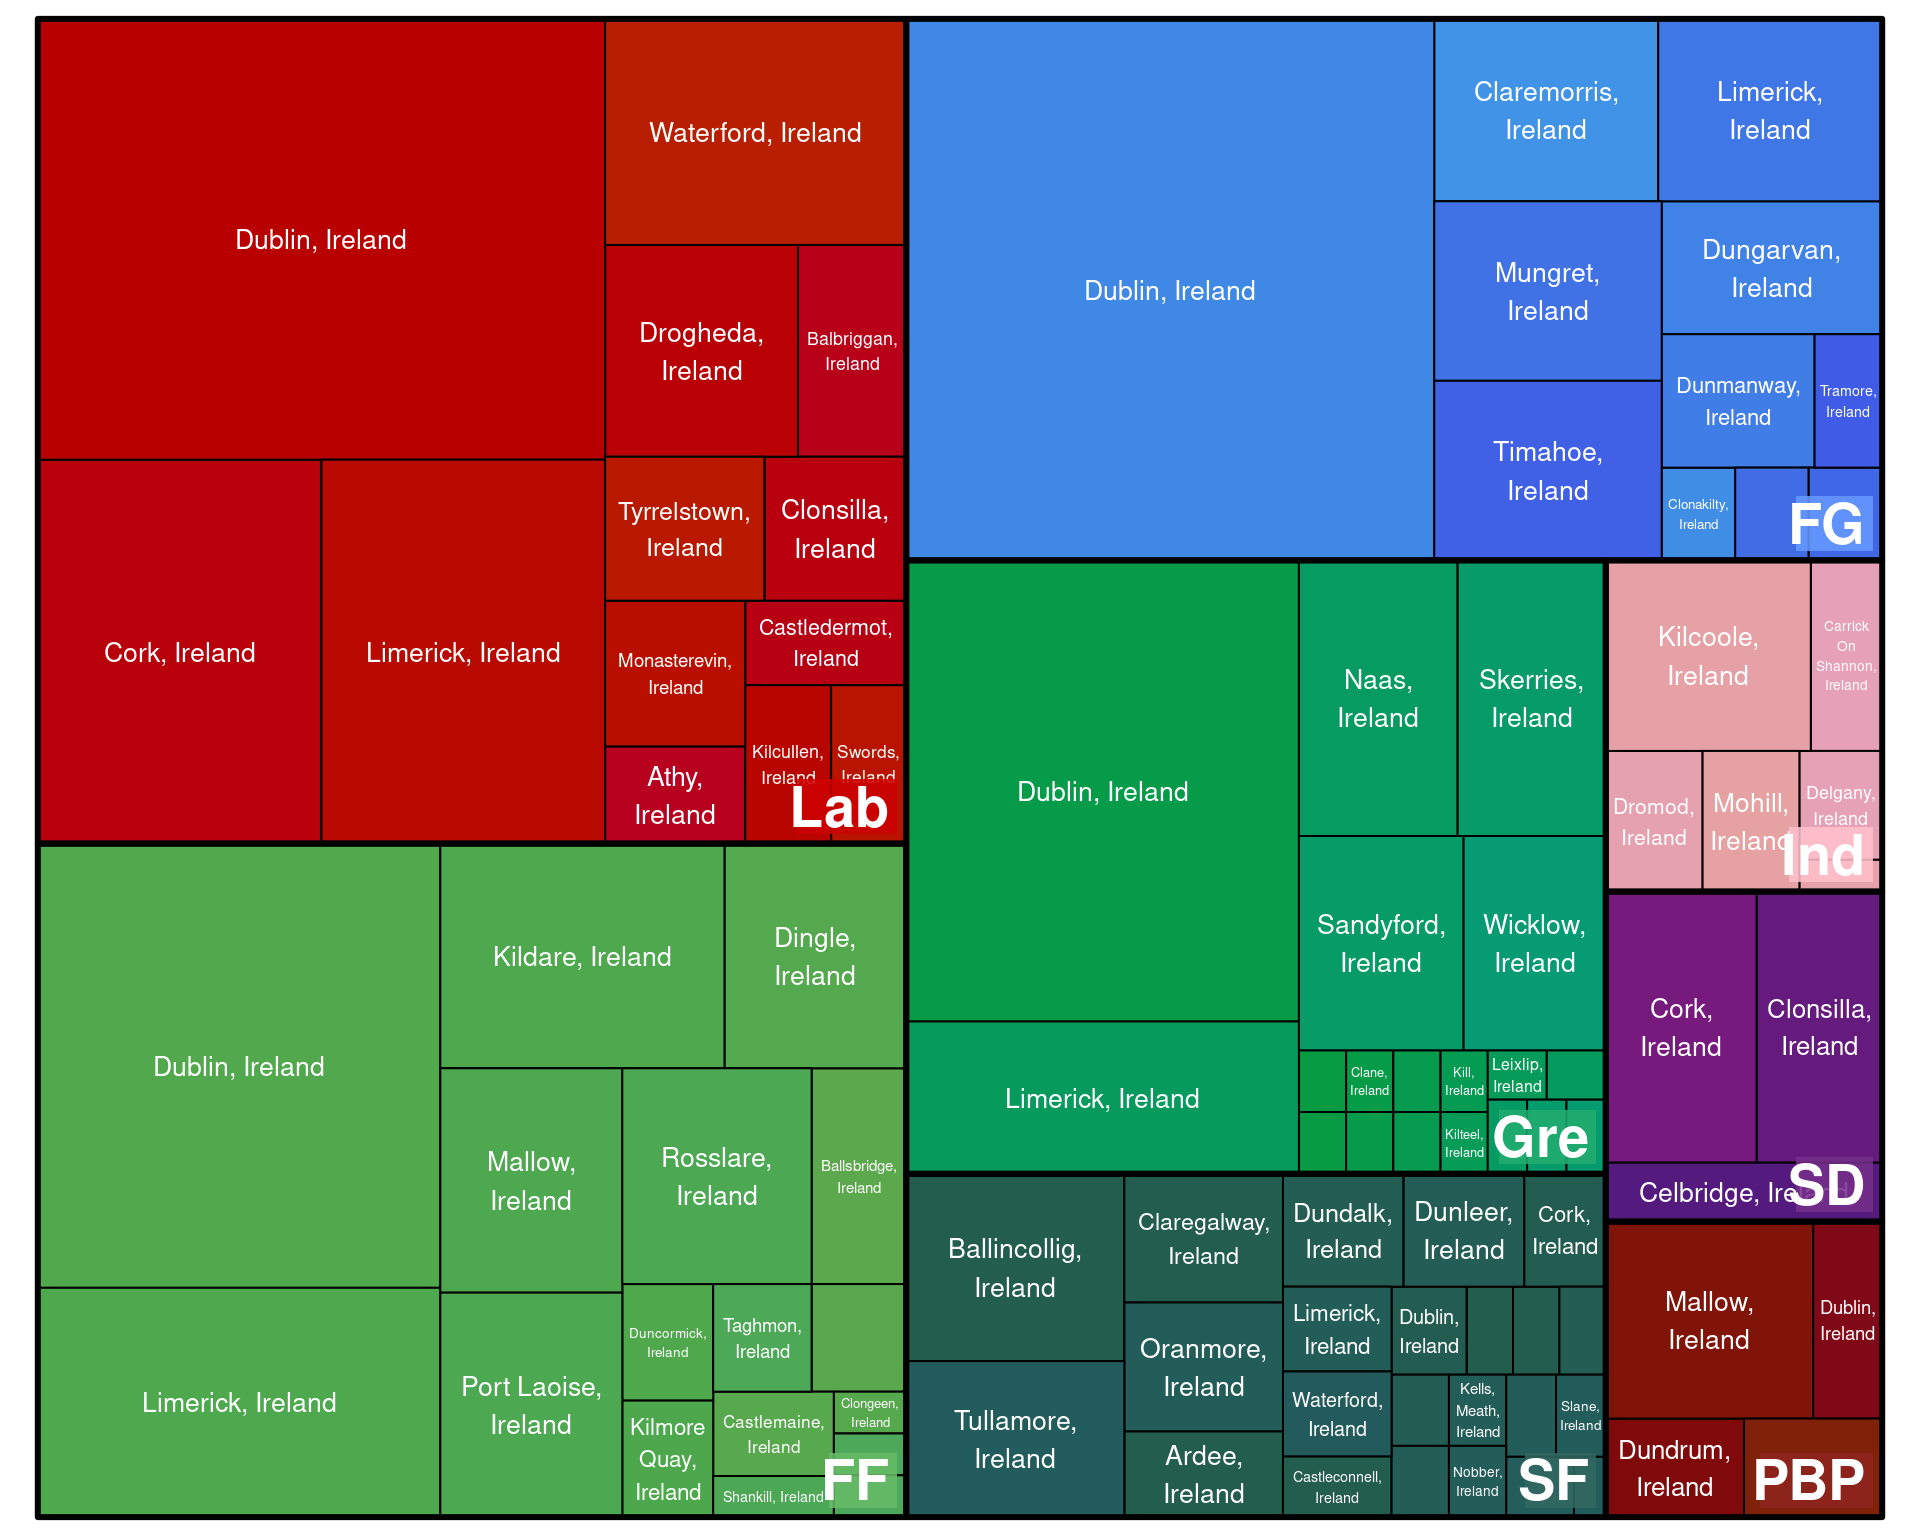 Dublin, Ireland
Waterford, Ireland
Drogheda,
Ireland
Balbriggan,
Ireland
Cork, Ireland
Limerick, Ireland
Tyrrelstown,
Ireland
Clonsilla,
Ireland
Monasterevin,
Ireland
Castledermot,
Ireland
Athy,
Ireland
Kilcullen,
Ireland
Swords,
Ireland
Lab
Dublin, Ireland
Claremorris,
Ireland
Limerick,
Ireland
Mungret,
Ireland
Dungarvan,
Ireland
Timahoe,
Ireland
Dunmanway,
Ireland
Tramore,
Ireland
Clonakilty,
Ireland
FG
Dublin, Ireland
Kildare, Ireland
Dingle,
Ireland
Mallow,
Ireland
Rosslare,
Ireland
Ballsbridge,
Ireland
Limerick, Ireland
Port Laoise,
Ireland
Duncormick,
Ireland
Taghmon,
Ireland
Kilmore
Quay,
Ireland
Castlemaine,
Ireland
Clongeen,
Ireland
Shankill, Ireland
FF
Dublin, Ireland
Naas,
Ireland
Skerries,
Ireland
Sandyford,
Ireland
Wicklow,
Ireland
Limerick, Ireland
Clane,
Ireland
Kill,
Ireland
Leixlip,
Ireland
Kilteel,
Ireland
Gre
Kilcoole,
Ireland
Carrick
On
Shannon,
Ireland
Dromod,
Ireland
Mohill,
Ireland
Delgany,
Ireland
Ind
Cork,
Ireland
Clonsilla,
Ireland
Celbridge, Ireland
SD
Ballincollig,
Ireland
Claregalway,
Ireland
Dundalk,
Ireland
Dunleer,
Ireland
Cork,
Ireland
Tullamore,
Ireland
Oranmore,
Ireland
Ardee,
Ireland
Limerick,
Ireland
Dublin,
Ireland
Waterford,
Ireland
Kells,
Meath,
Ireland
Slane,
Ireland
Castleconnell,
Ireland
Nobber,
Ireland
SF
Mallow,
Ireland
Dublin,
Ireland
Dundrum,
Ireland
PBP